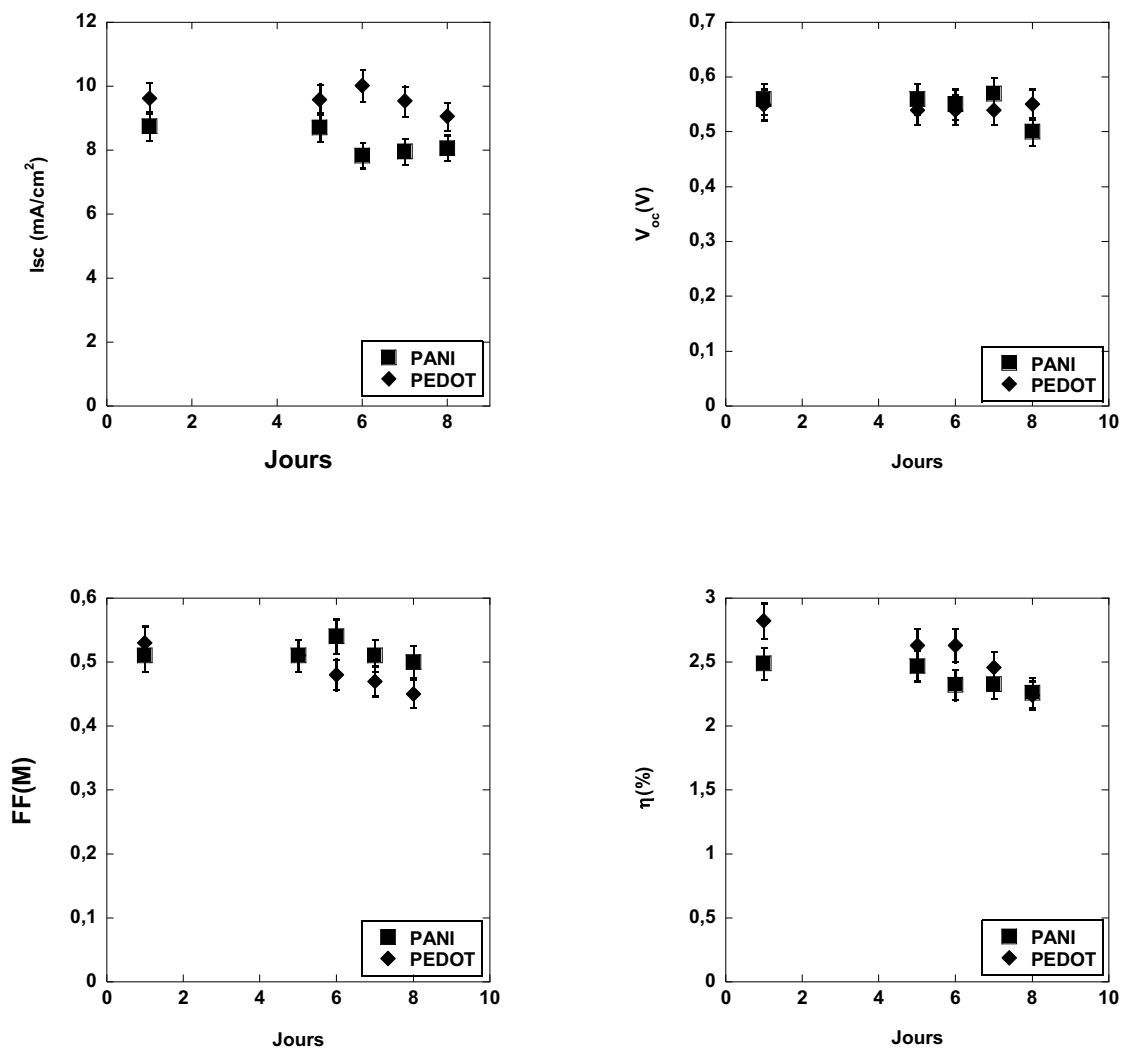 12
10
8
6
4
2
0
Isc (mA/cm²)
PANI
PEDOT
0 2 4 6 8
Jours
0,7
0,6
0,5
0,4
0,3
0,2
0,1
0
Voc(V)
PANI
PEDOT
0 2 4 6 8 10
Jours
0,6
0,5
0,4
0,3
0,2
0,1
0
FF(M)
PANI
PEDOT
0 2 4 6 8 10
Jours
3
2,5
2
1,5
1
0,5
0
η(%)
PANI
PEDOT
0 2 4 6 8 10
Jours